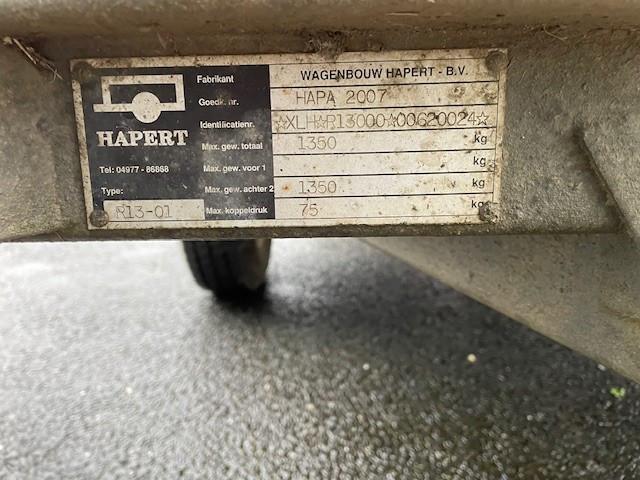 HAPERT
Tel: 04977 - 86868
Type:
R13-01
Fabrikant WAGENBOUW HAPERT - B.V.
Goedk. nr. HAPA 2007
Identificatienr. ☆XLH☆R13000☆00620024☆
Max. gew. totaal 1350 kg
Max. gew. voor 1 kg
Max. gew. achter 2 1350 kg
Max. koppeldruk 75 kg